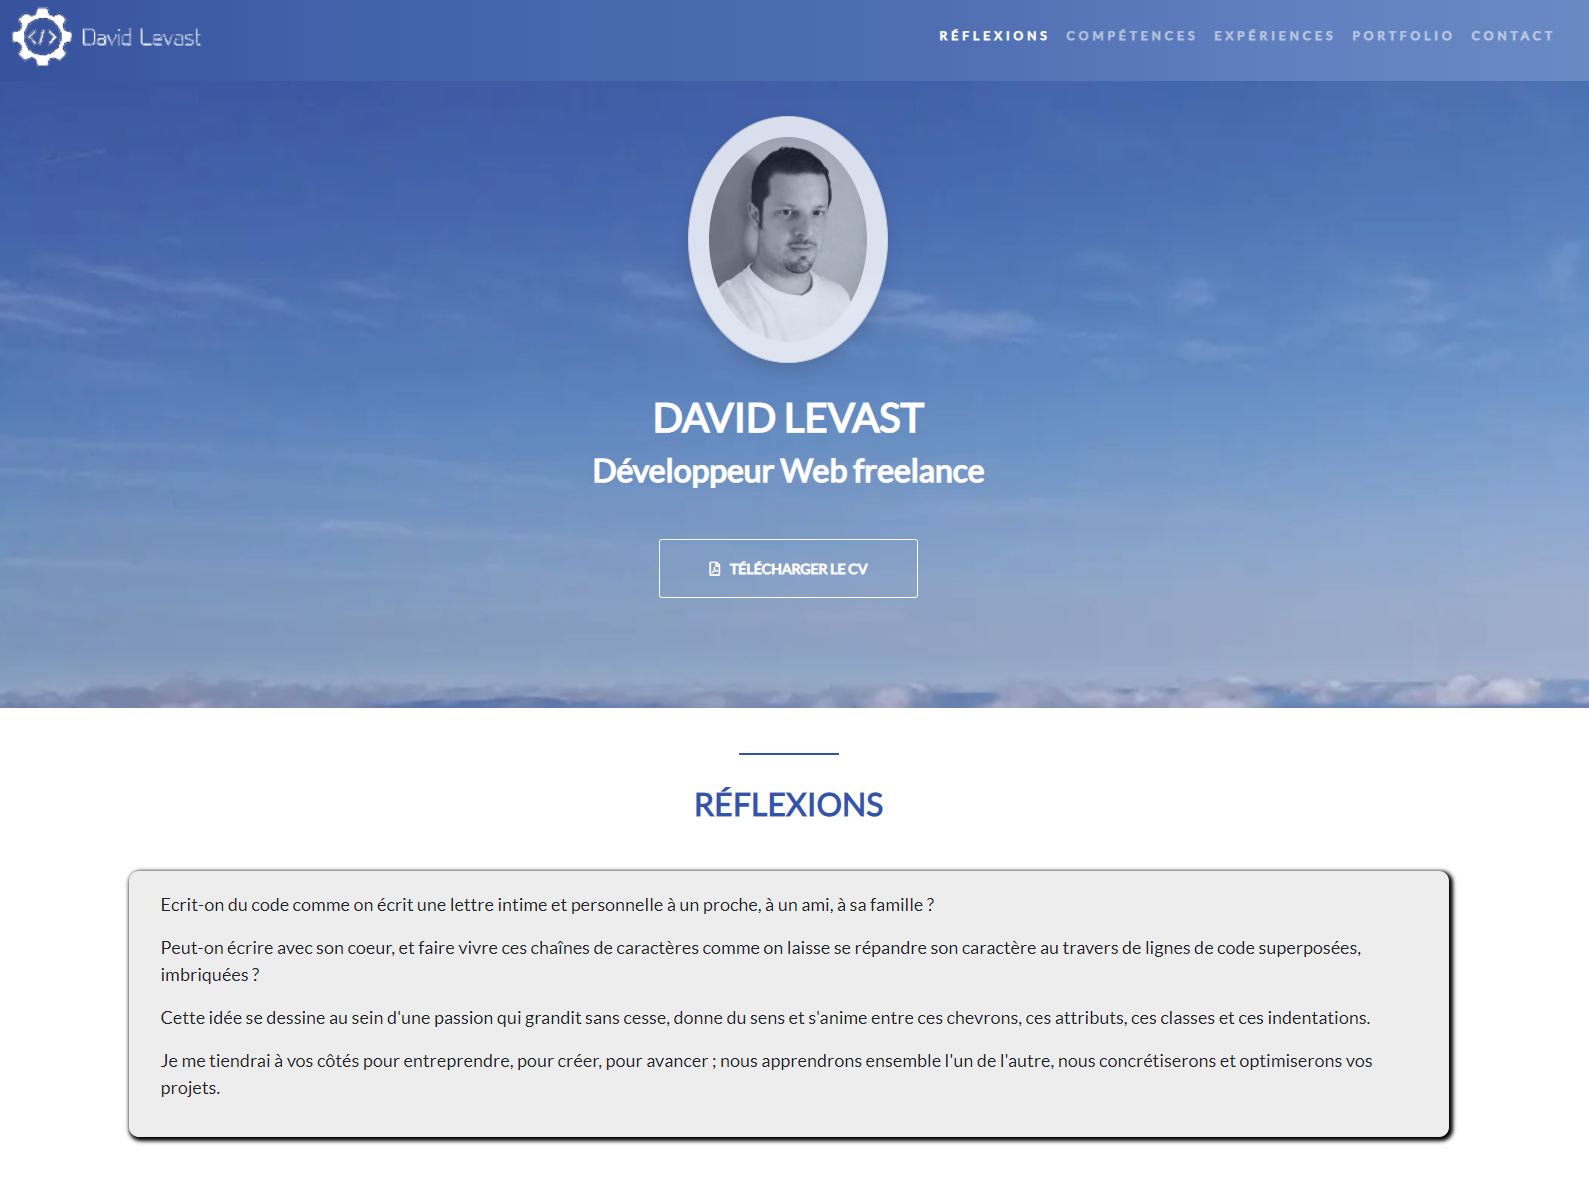 </> David Levast
RÉFLEXIONS COMPÉTENCES EXPÉRIENCES PORTFOLIO CONTACT
DAVID LEVAST
Développeur Web freelance
TÉLÉCHARGER LE CV
RÉFLEXIONS
Ecrit-on du code comme on écrit une lettre intime et personnelle à un proche, à un ami, à sa famille ?
Peut-on écrire avec son coeur, et faire vivre ces chaînes de caractères comme on laisse se répandre son caractère au travers de lignes de code superposées,
imbriquées ?
Cette idée se dessine au sein d'une passion qui grandit sans cesse, donne du sens et s'anime entre ces chevrons, ces attributs, ces classes et ces indentations.
Je me tiendrai à vos côtés pour entreprendre, pour créer, pour avancer ; nous apprendrons ensemble l'un de l'autre, nous concrétiserons et optimiserons vos
projets.